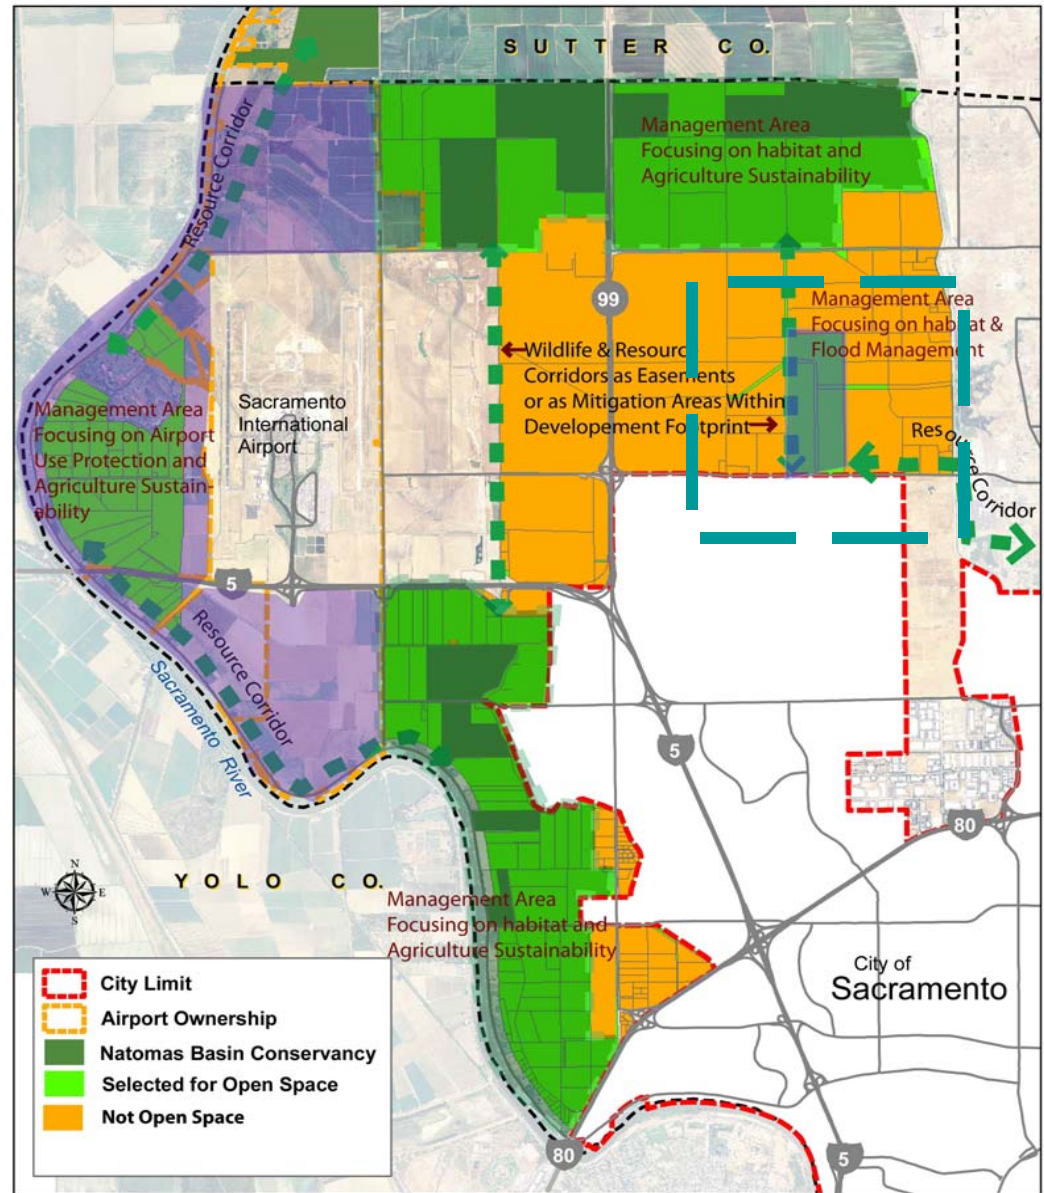 SUTTER CO.
Management Area
Focusing on habitat and
Agriculture Sustainability
Resource Corridor
99
Management Area
Focusing on habitat &
Flood Management
Wildlife & Resource
Corridors as Easements
or as Mitigation Areas Within
Developement Footprint
Sacramento
International
Airport
Management Area
Focusing on Airport
Use Protection and
Agriculture Sustain-
ability
Resource Corridor
5
Resource Corridor
Sacramento River
5
80
N
W E
S
YOLO CO.
Management Area
Focusing on habitat and
Agriculture Sustainability
City of
Sacramento
City Limit
Airport Ownership
Natomas Basin Conservancy
Selected for Open Space
Not Open Space
80
5